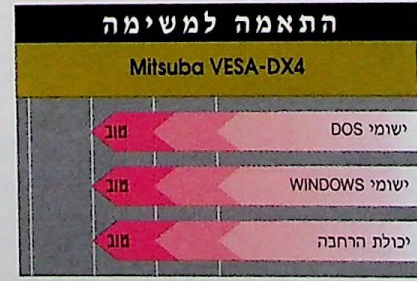 התאמה למשימה
Mitsuba VESA-DX4
ישומי DOS טוב
ישומי WINDOWS טוב
יכולת הרחבה טוב